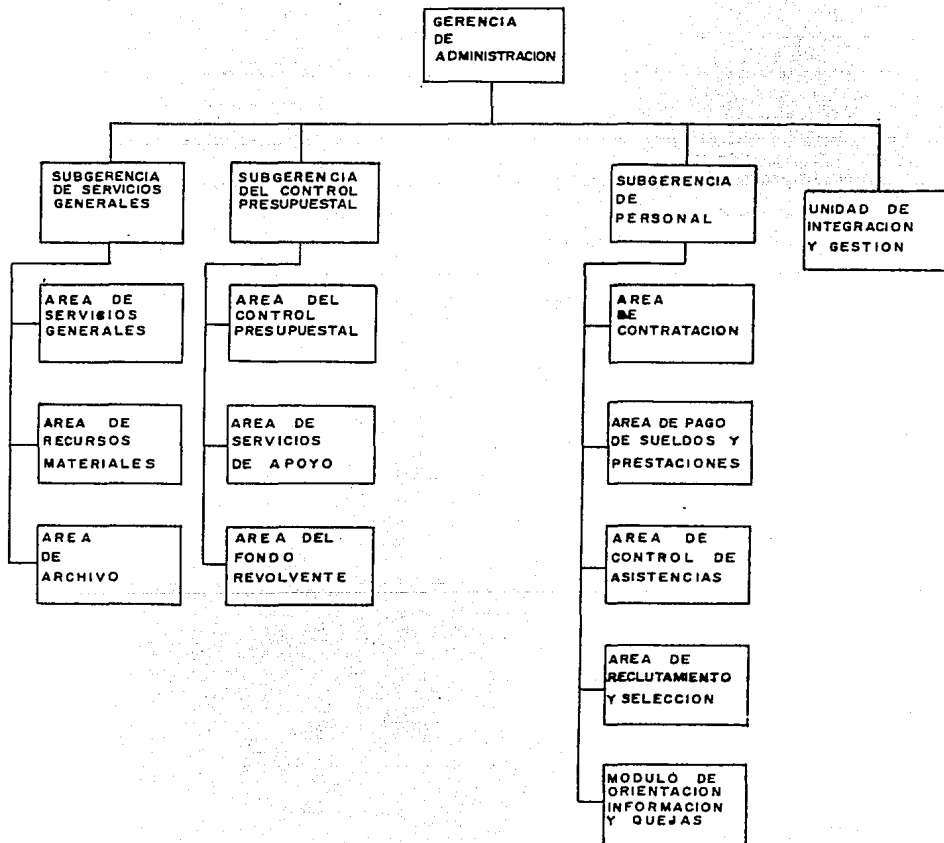 GERENCIA
DE
ADMINISTRACION
SUBGERENCIA
DE SERVICIOS
GENERALES
SUBGERENCIA
DEL CONTROL
PRESUPUESTAL
SUBGERENCIA
DE
PERSONAL
UNIDAD DE
INTEGRACION
Y GESTION
AREA DE
SERVICIOS
GENERALES
AREA DE
RECURSOS
MATERIALES
AREA
DE
ARCHIVO
AREA DEL
CONTROL
PRESUPUESTAL
AREA DE
SERVICIOS
DE APOYO
AREA DEL
FONDO
REVOLVENTE
AREA
DE
CONTRATACION
AREA DE PAGO
DE SUELDOS Y
PRESTACIONES
AREA DE
CONTROL DE
ASISTENCIAS
AREA DE
RECLUTAMIENTO
Y SELECCION
MODULO DE
ORIENTACION
INFORMACION
Y QUEJAS